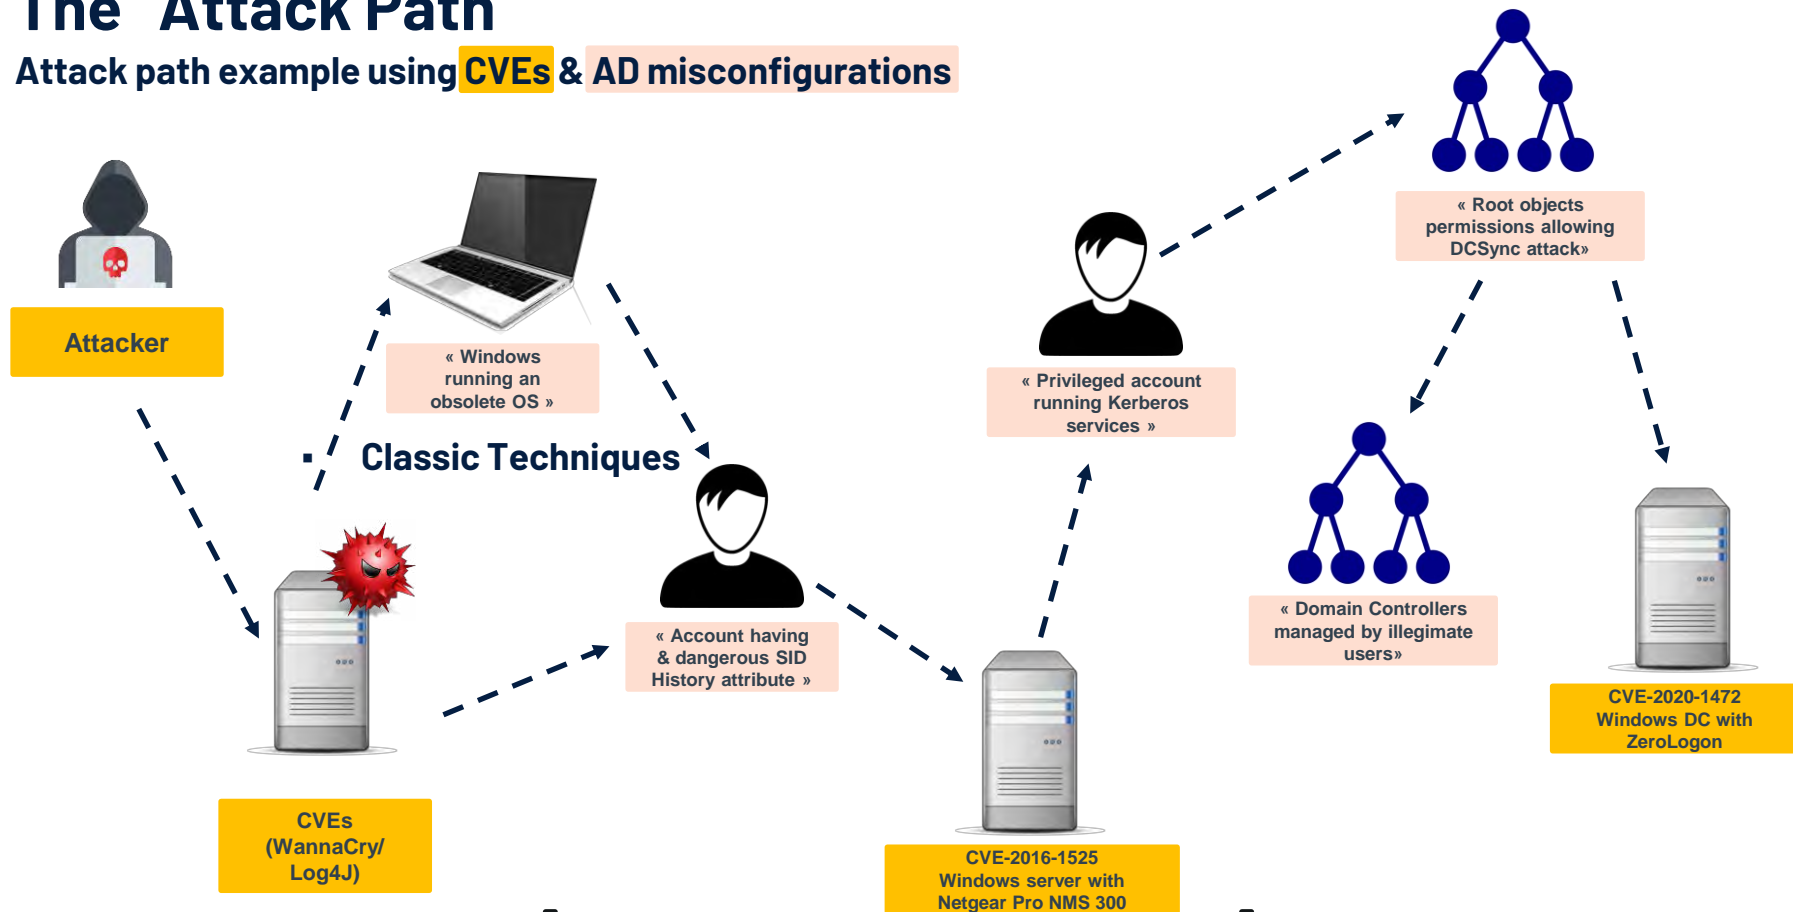 The "Attack Path
Attack path example using CVEs & AD misconfigurations
Attacker
« Windows
running an
obsolete OS »
▪ Classic Techniques
CVEs
(WannaCry/
Log4J)
« Account having
& dangerous SID
History attribute »
CVE-2016-1525
Windows server with
Netgear Pro NMS 300
« Privileged account
running Kerberos
services »
« Root objects
permissions allowing
DCSync attack»
« Domain Controllers
managed by illegimate
users»
CVE-2020-1472
Windows DC with
ZeroLogon